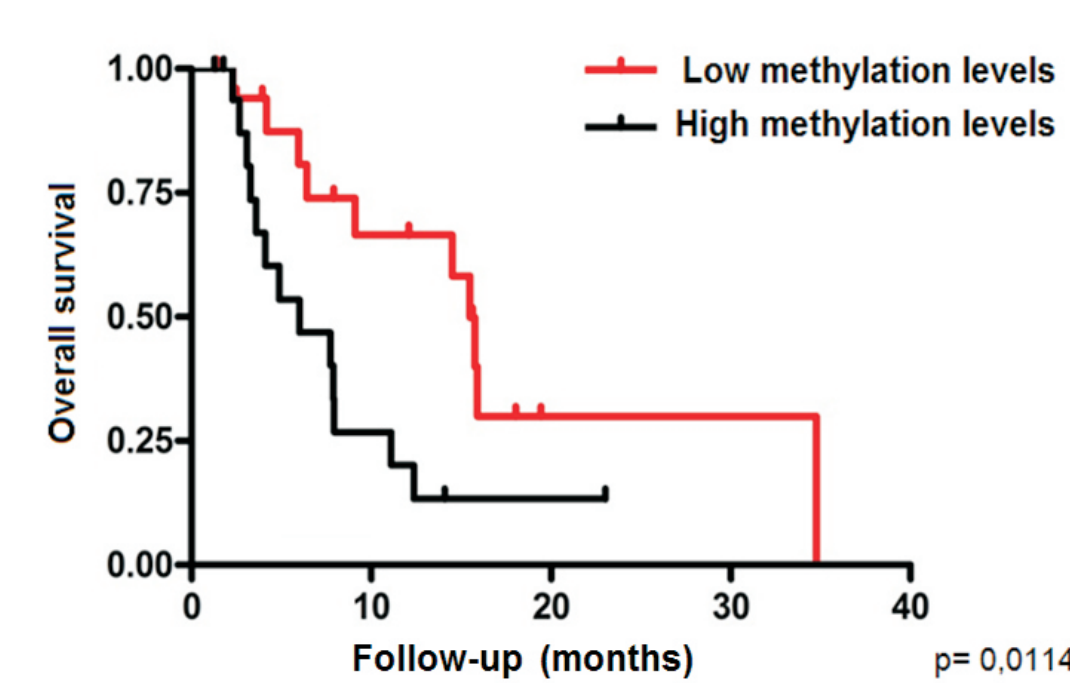 1.00
Low methylation levels
High methylation levels
0.75
0.50
0.25
0.00
Overall survival
0 10 20 30 40
Follow-up (months)
p= 0,0114